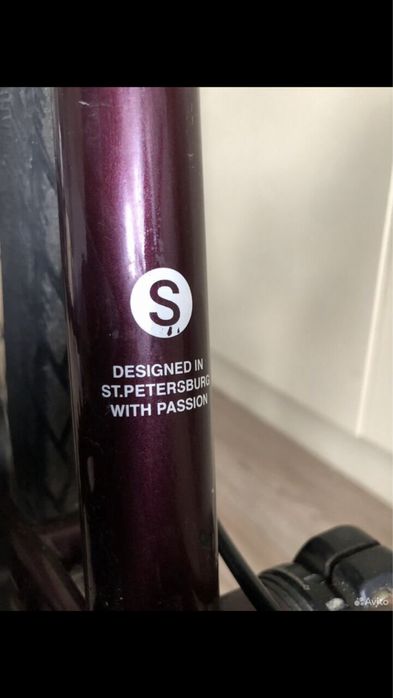 S
DESIGNED IN
ST.PETERSBURG
WITH PASSION
Avito